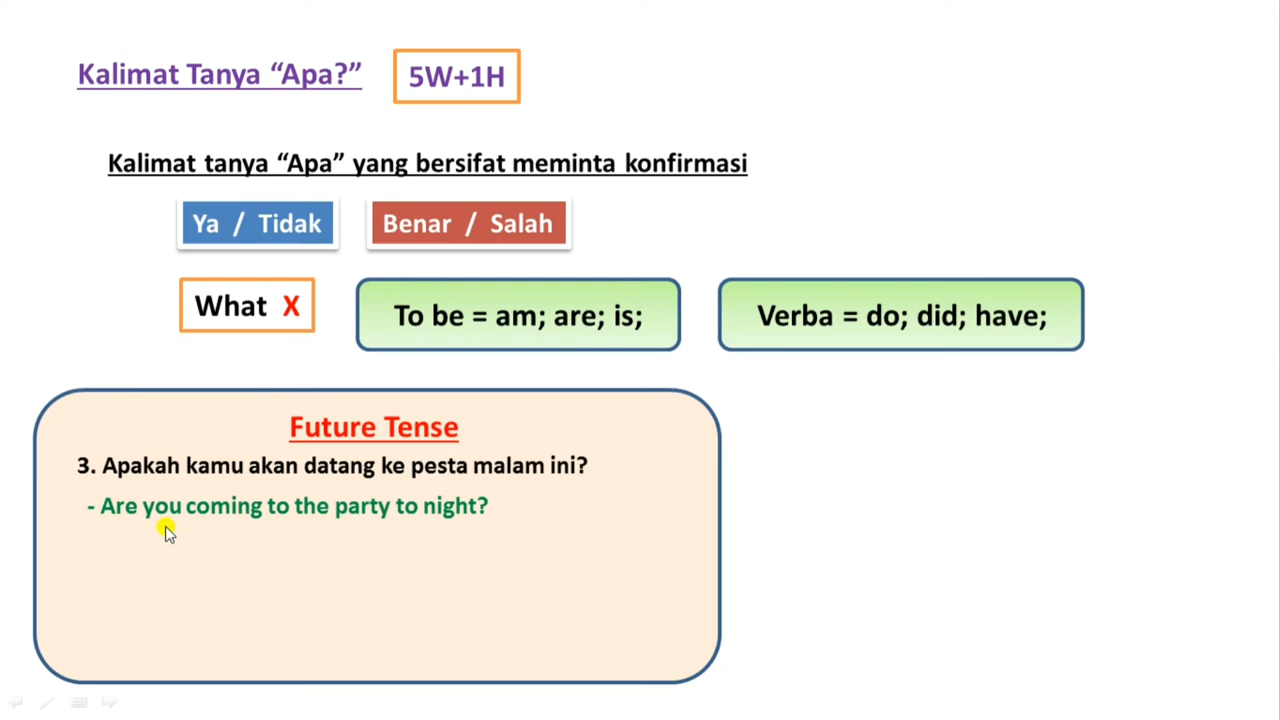 Kalimat Tanya “Apa?”
5W+1H
Kalimat tanya “Apa” yang bersifat meminta konfirmasi
Ya / Tidak
Benar / Salah
What X
To be = am; are; is;
Verba = do; did; have;
Future Tense
3. Apakah kamu akan datang ke pesta malam ini?
- Are you coming to the party to night?